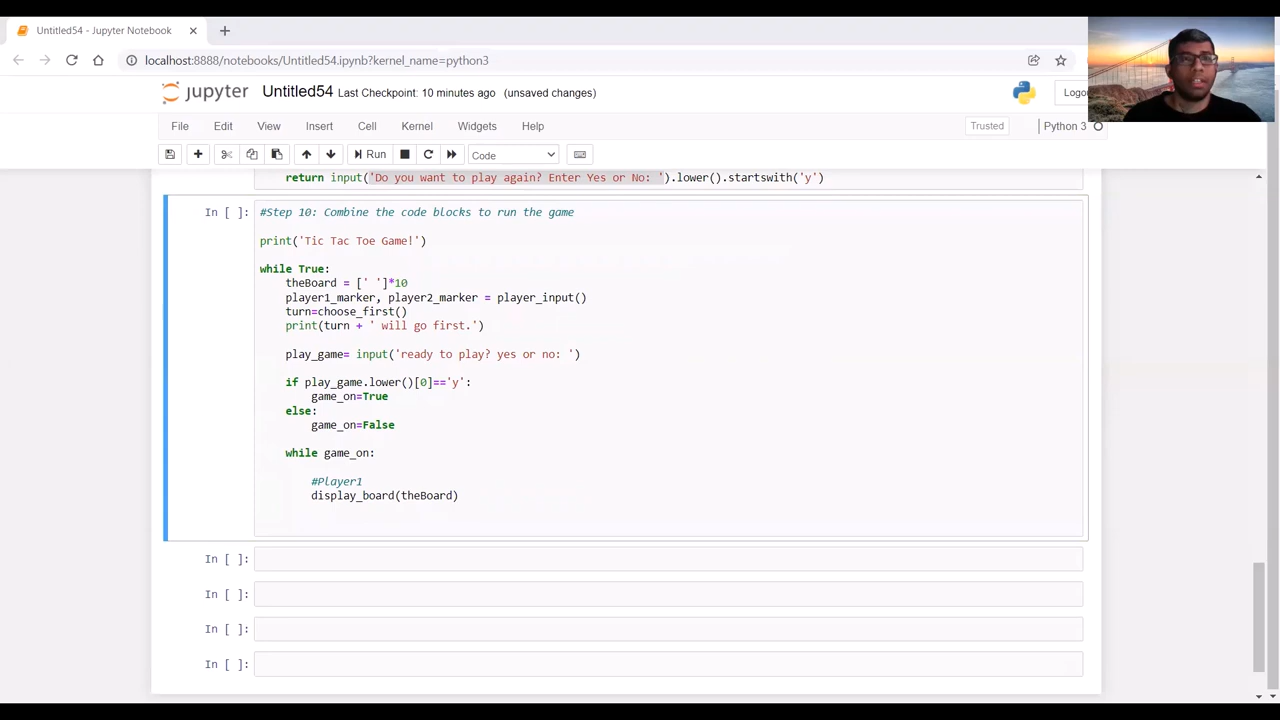 Untitled54 - Jupyter Notebook
localhost:8888/notebooks/Untitled54.ipynb?kernel_name=python3
jupyter Untitled54 Last Checkpoint: 10 minutes ago (unsaved changes)
File Edit View Insert Cell Kernel Widgets Help Trusted Python 3
Run Code
return input('Do you want to play again? Enter Yes or No: ').lower().startswith('y')
In [ ]: #Step 10: Combine the code blocks to run the game
print('Tic Tac Toe Game!')
while True:
theBoard = [' ']*10
player1_marker, player2_marker = player_input()
turn=choose_first()
print(turn + ' will go first.')
play_game= input('ready to play? yes or no: ')
if play_game.lower()[0]=='y':
game_on=True
else:
game_on=False
while game_on:
#Player1
display_board(theBoard)
In [ ]:
In [ ]:
In [ ]:
In [ ]: